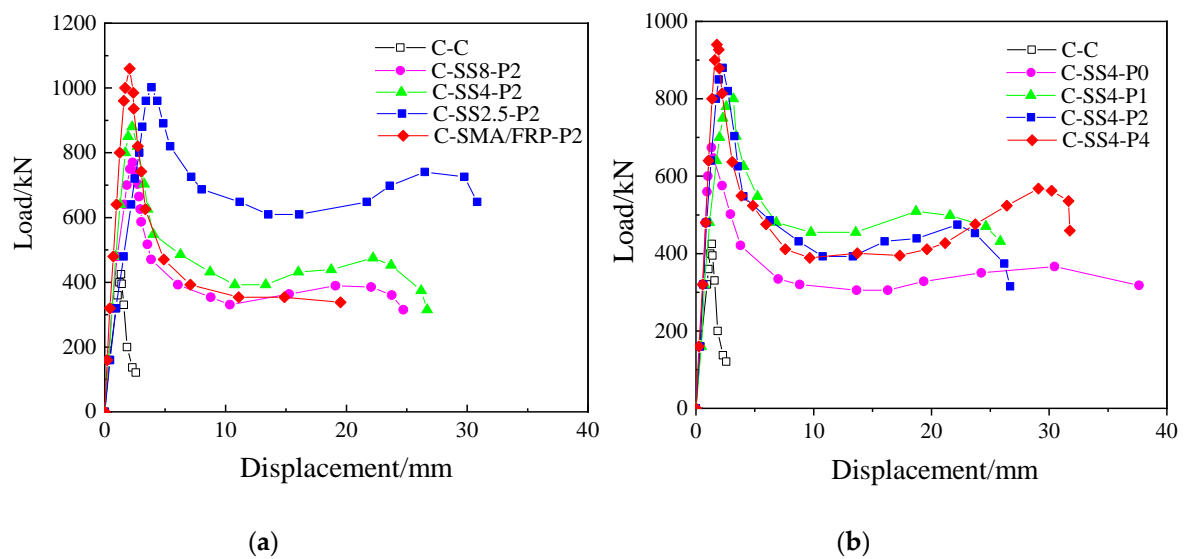 1200
1000
800
600
400
200
0
Load/kN
C-C
C-SS8-P2
C-SS4-P2
C-SS2.5-P2
C-SMA/FRP-P2
0 10 20 30 40
Displacement/mm
(a)
1000
800
600
400
200
0
Load/kN
C-C
C-SS4-P0
C-SS4-P1
C-SS4-P2
C-SS4-P4
0 10 20 30 40
Displacement/mm
(b)